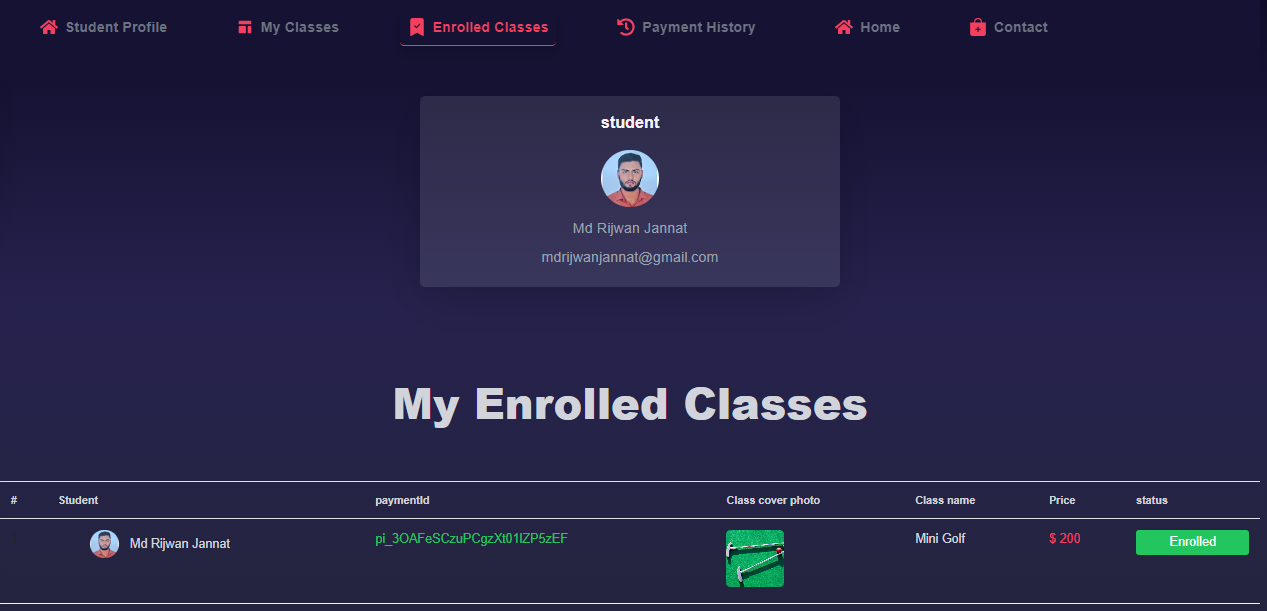 Student Profile My Classes Enrolled Classes Payment History Home Contact
student
Md Rijwan Jannat
mdrijwanjannat@gmail.com
My Enrolled Classes
# Student paymentId Class cover photo Class name Price status
Md Rijwan Jannat pi_3OAFeSCzuPCgzXt01IZP5zEF Mini Golf $ 200 Enrolled